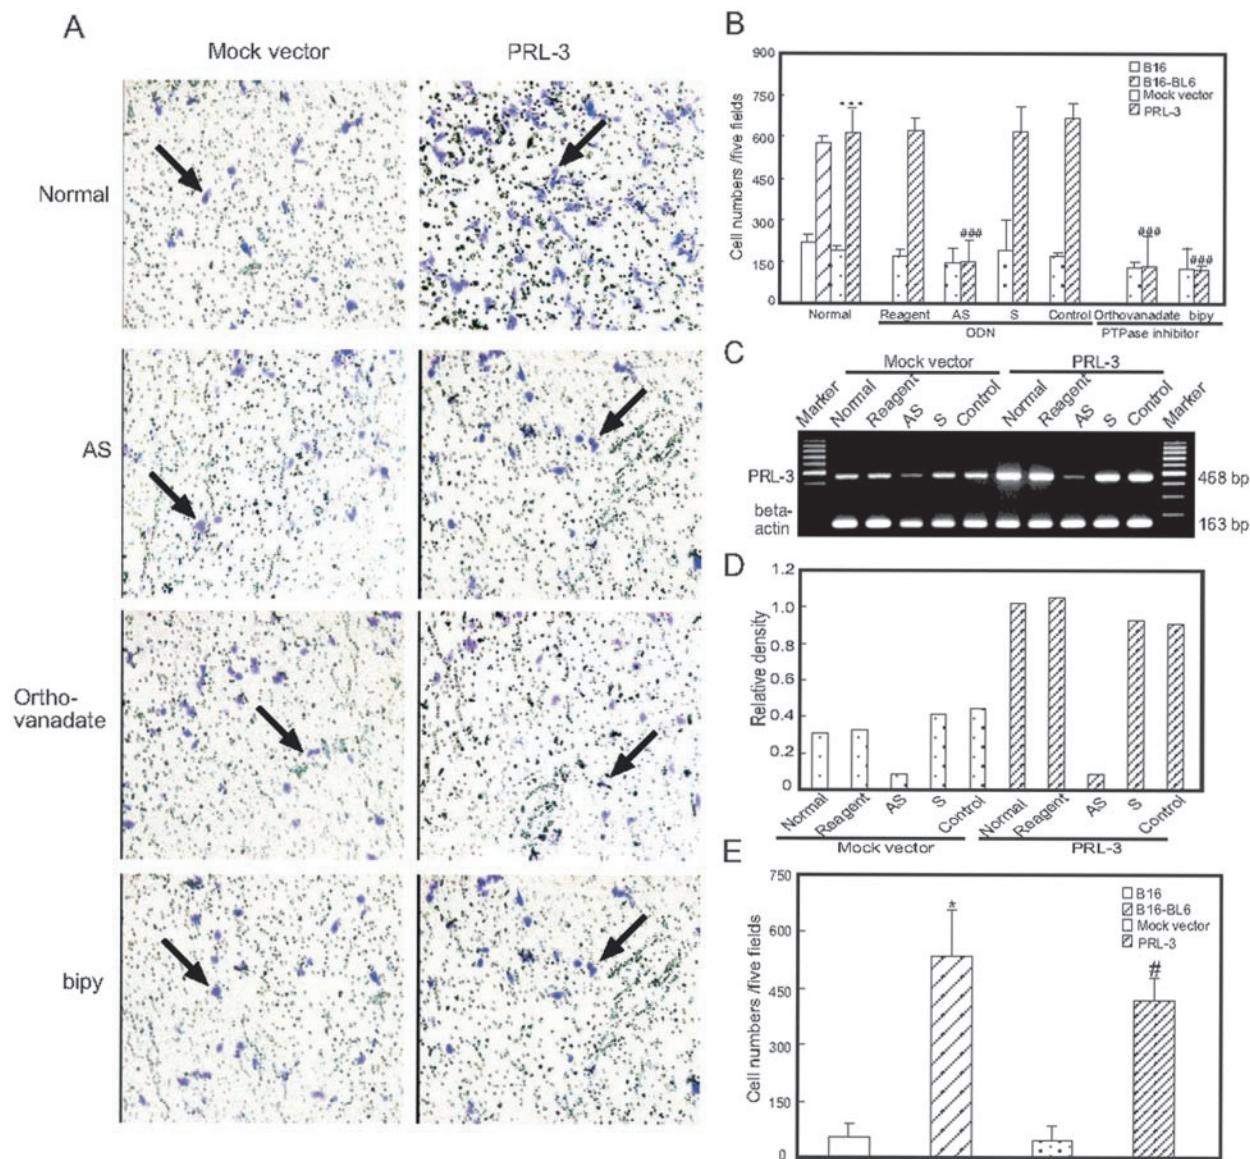 A
Mock vector
PRL-3
Normal
AS
Ortho-
vanadate
bipy
B
900
750
600
450
300
150
0
Cell numbers /five fields
B16
B16-BL6
Mock vector
PRL-3
* * *
###
###
###
Normal
Reagent
AS
S
Control
Orthovanadate
bipy
ODN
PTPase inhibitor
C
Mock vector
PRL-3
Marker
Normal
Reagent
AS
S
Control
Normal
Reagent
AS
S
Control
Marker
PRL-3
468 bp
beta-
actin
163 bp
D
1.2
1.0
0.8
0.6
0.4
0.2
0
Relative density
Normal
Reagent
AS
S
Control
Normal
Reagent
AS
S
Control
Mock vector
PRL-3
E
750
600
450
300
150
0
Cell numbers /five fields
B16
B16-BL6
Mock vector
PRL-3
*
#